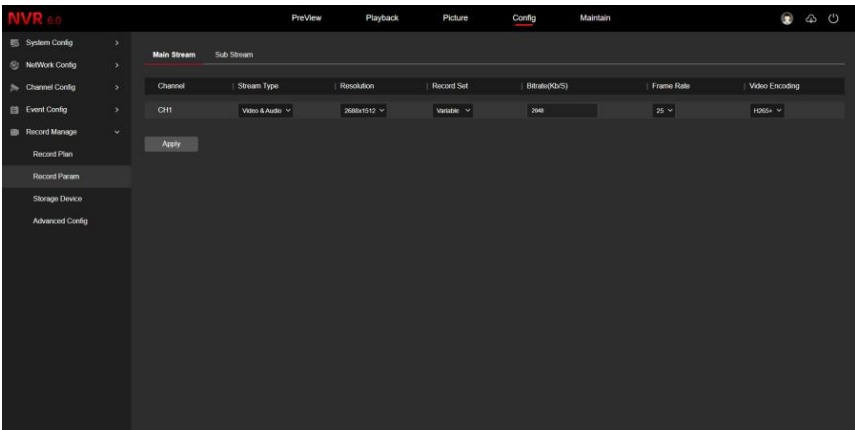 NVR 6.0 PreView Playback Picture Config Maintain
System Config
NetWork Config
Channel Config
Event Config
Record Manage
Record Plan
Record Param
Storage Device
Advanced Config
Main Stream Sub Stream
Channel Stream Type Resolution Record Set Bitrate(Kb/S) Frame Rate Video Encoding
CH1 Video & Audio 2688x1512 Variable 2048 25 H265+
Apply